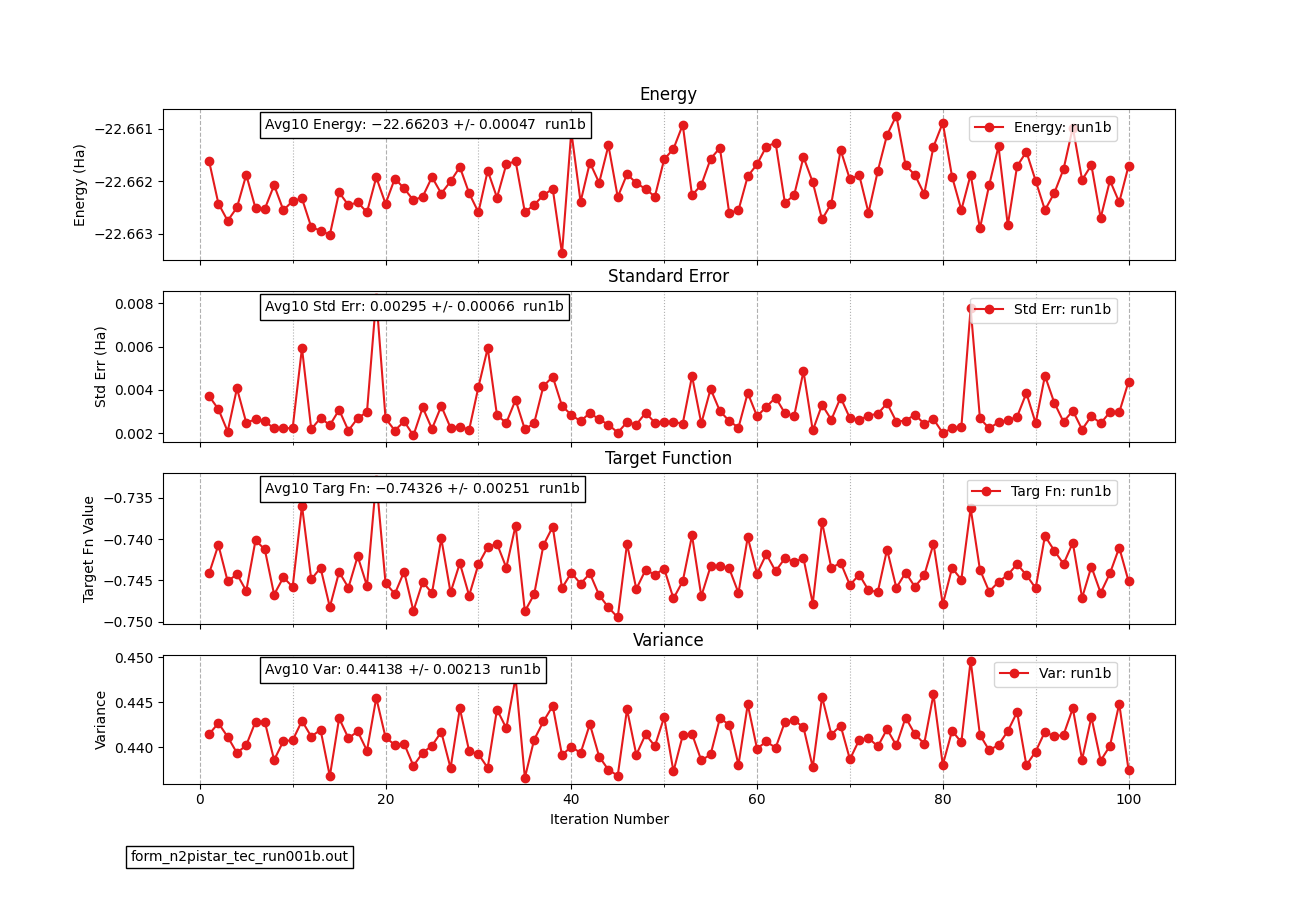 Energy
Avg10 Energy: −22.66203 +/- 0.00047  run1b
Energy: run1b
−22.661
−22.662
−22.663
Energy (Ha)
Standard Error
Avg10 Std Err: 0.00295 +/- 0.00066  run1b
Std Err: run1b
0.008
0.006
0.004
0.002
Std Err (Ha)
Target Function
Avg10 Targ Fn: −0.74326 +/- 0.00251  run1b
Targ Fn: run1b
−0.735
−0.740
−0.745
−0.750
Target Fn Value
Variance
Avg10 Var: 0.44138 +/- 0.00213  run1b
Var: run1b
0.450
0.445
0.440
Variance
0 20 40 60 80 100
Iteration Number
form_n2pistar_tec_run001b.out